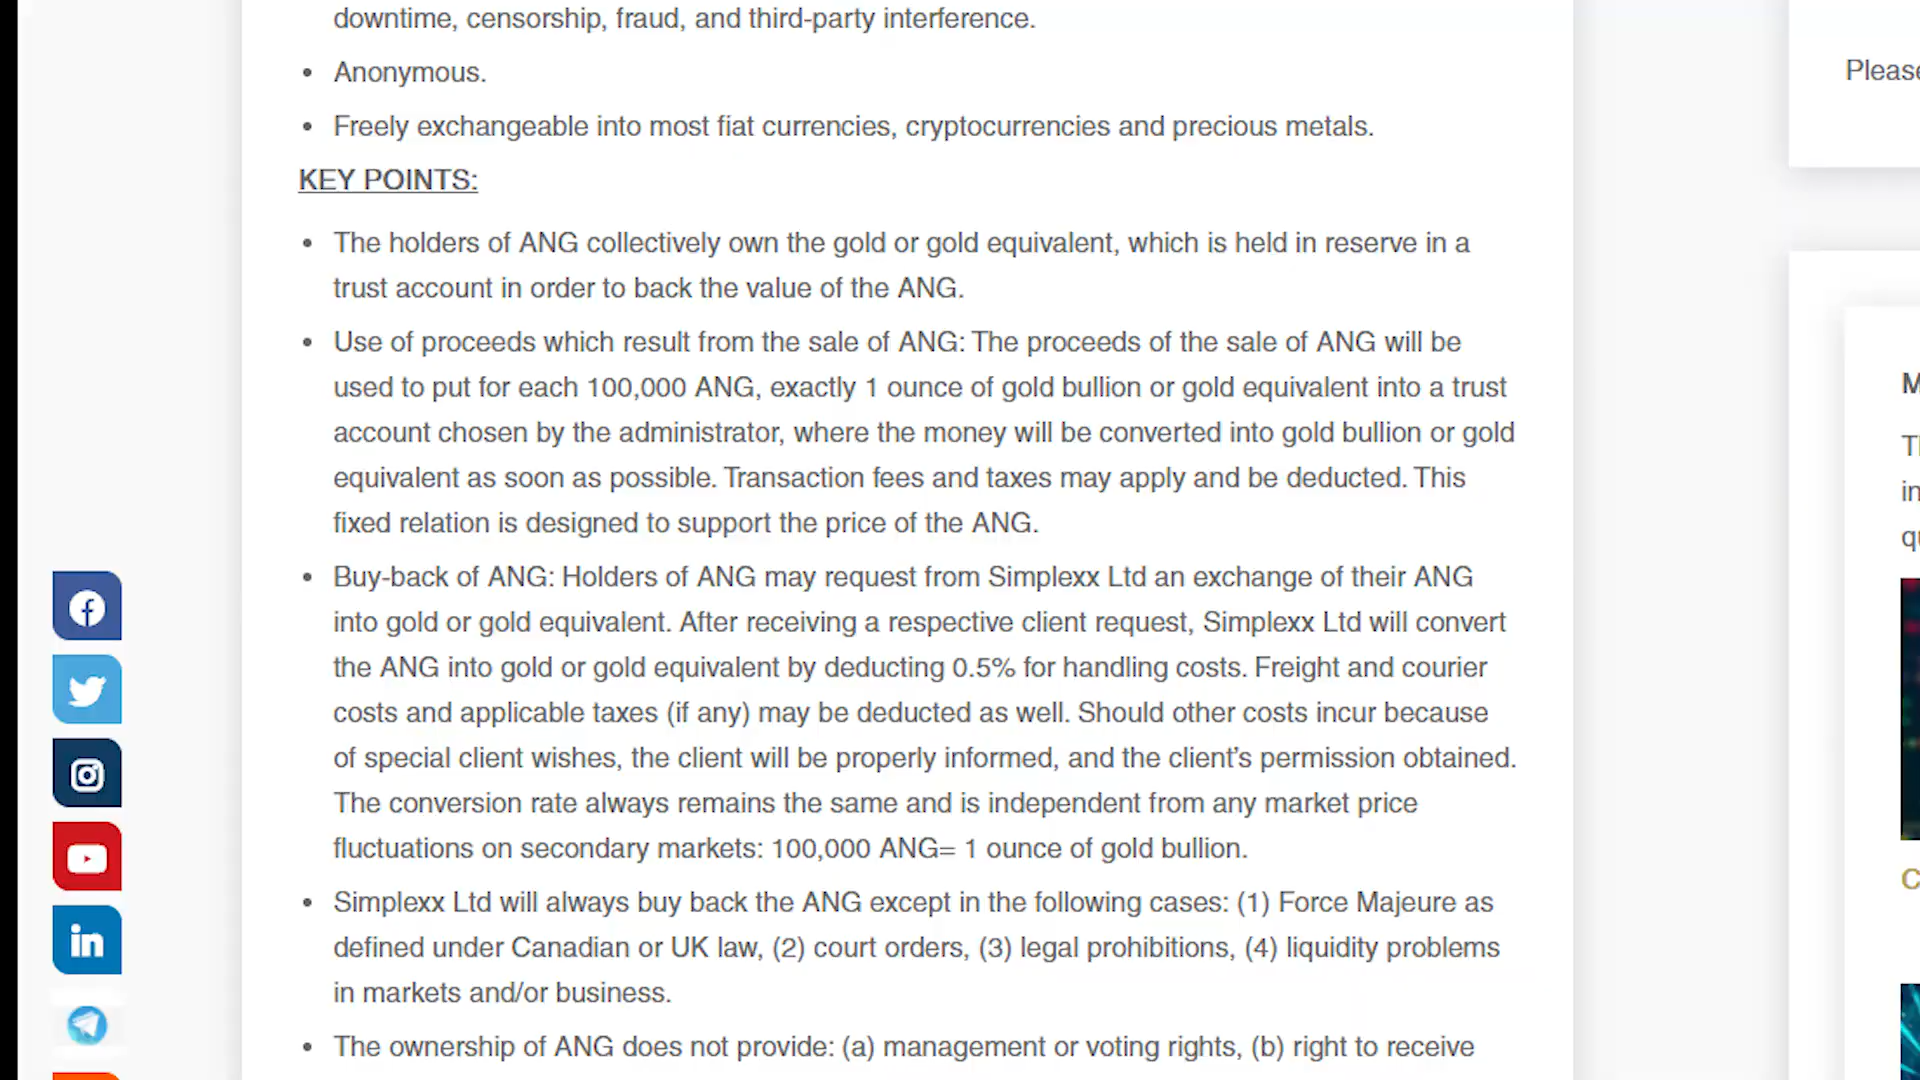 downtime, censorship, fraud, and third-party interference.
• Anonymous.
• Freely exchangeable into most fiat currencies, cryptocurrencies and precious metals.
KEY POINTS:
• The holders of ANG collectively own the gold or gold equivalent, which is held in reserve in a
trust account in order to back the value of the ANG.
• Use of proceeds which result from the sale of ANG: The proceeds of the sale of ANG will be
used to put for each 100,000 ANG, exactly 1 ounce of gold bullion or gold equivalent into a trust
account chosen by the administrator, where the money will be converted into gold bullion or gold
equivalent as soon as possible. Transaction fees and taxes may apply and be deducted. This
fixed relation is designed to support the price of the ANG.
• Buy-back of ANG: Holders of ANG may request from Simplexx Ltd an exchange of their ANG
into gold or gold equivalent. After receiving a respective client request, Simplexx Ltd will convert
the ANG into gold or gold equivalent by deducting 0.5% for handling costs. Freight and courier
costs and applicable taxes (if any) may be deducted as well. Should other costs incur because
of special client wishes, the client will be properly informed, and the client’s permission obtained.
The conversion rate always remains the same and is independent from any market price
fluctuations on secondary markets: 100,000 ANG= 1 ounce of gold bullion.
• Simplexx Ltd will always buy back the ANG except in the following cases: (1) Force Majeure as
defined under Canadian or UK law, (2) court orders, (3) legal prohibitions, (4) liquidity problems
in markets and/or business.
• The ownership of ANG does not provide: (a) management or voting rights, (b) right to receive
in
Please